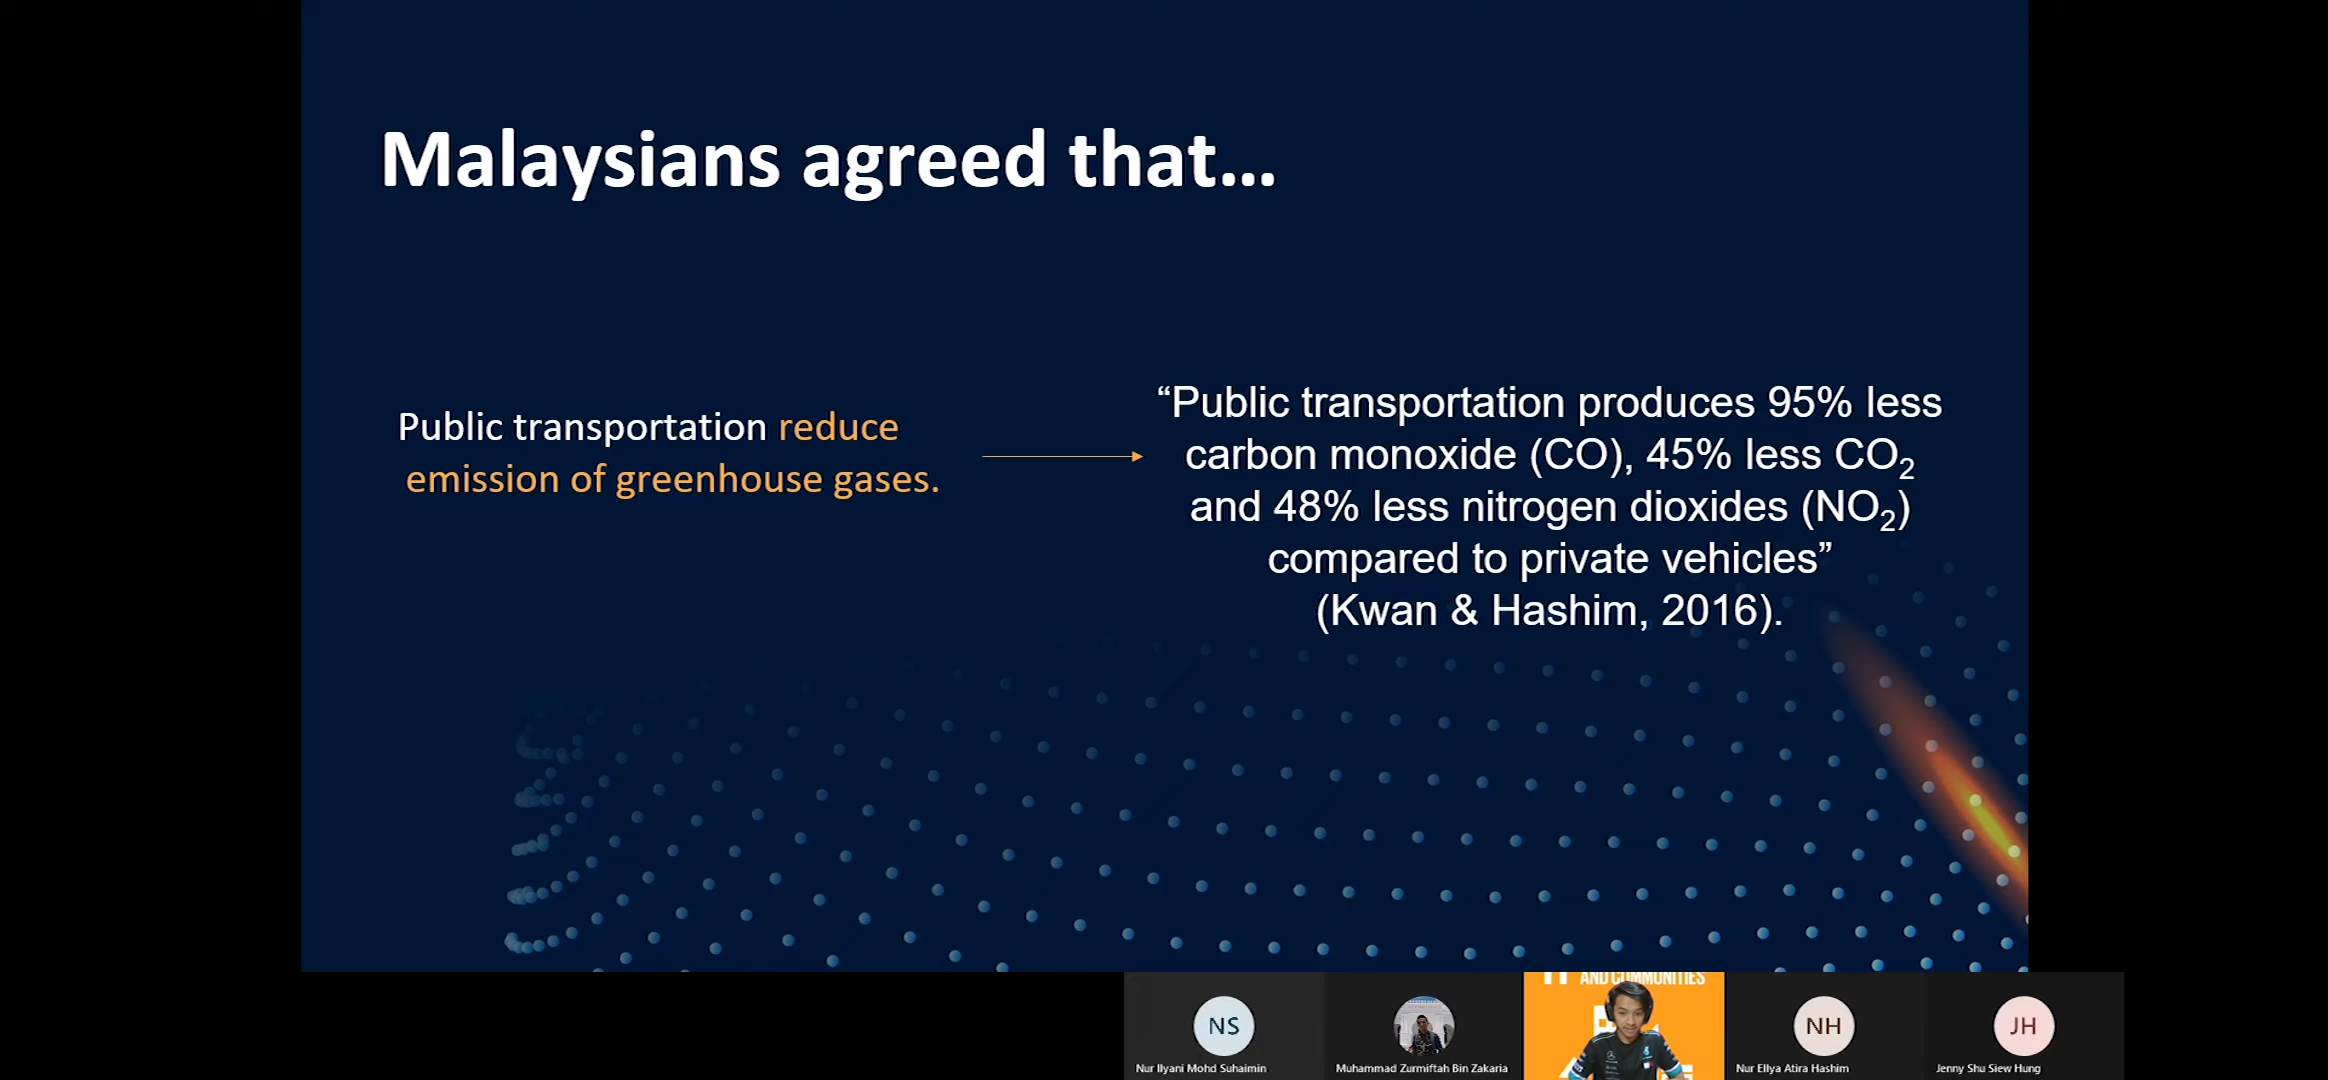 Malaysians agreed that...
Public transportation reduce
emission of greenhouse gases.
“Public transportation produces 95% less
carbon monoxide (CO), 45% less CO₂
and 48% less nitrogen dioxides (NO₂)
compared to private vehicles”
(Kwan & Hashim, 2016).
AND COMMUNITIES
NS
NH
JH
Nur Ilyani Mohd Suhaimin
Muhammad Zurmiftah Bin Zakaria
Nur Ellya Atira Hashim
Jenny Shu Siew Hung